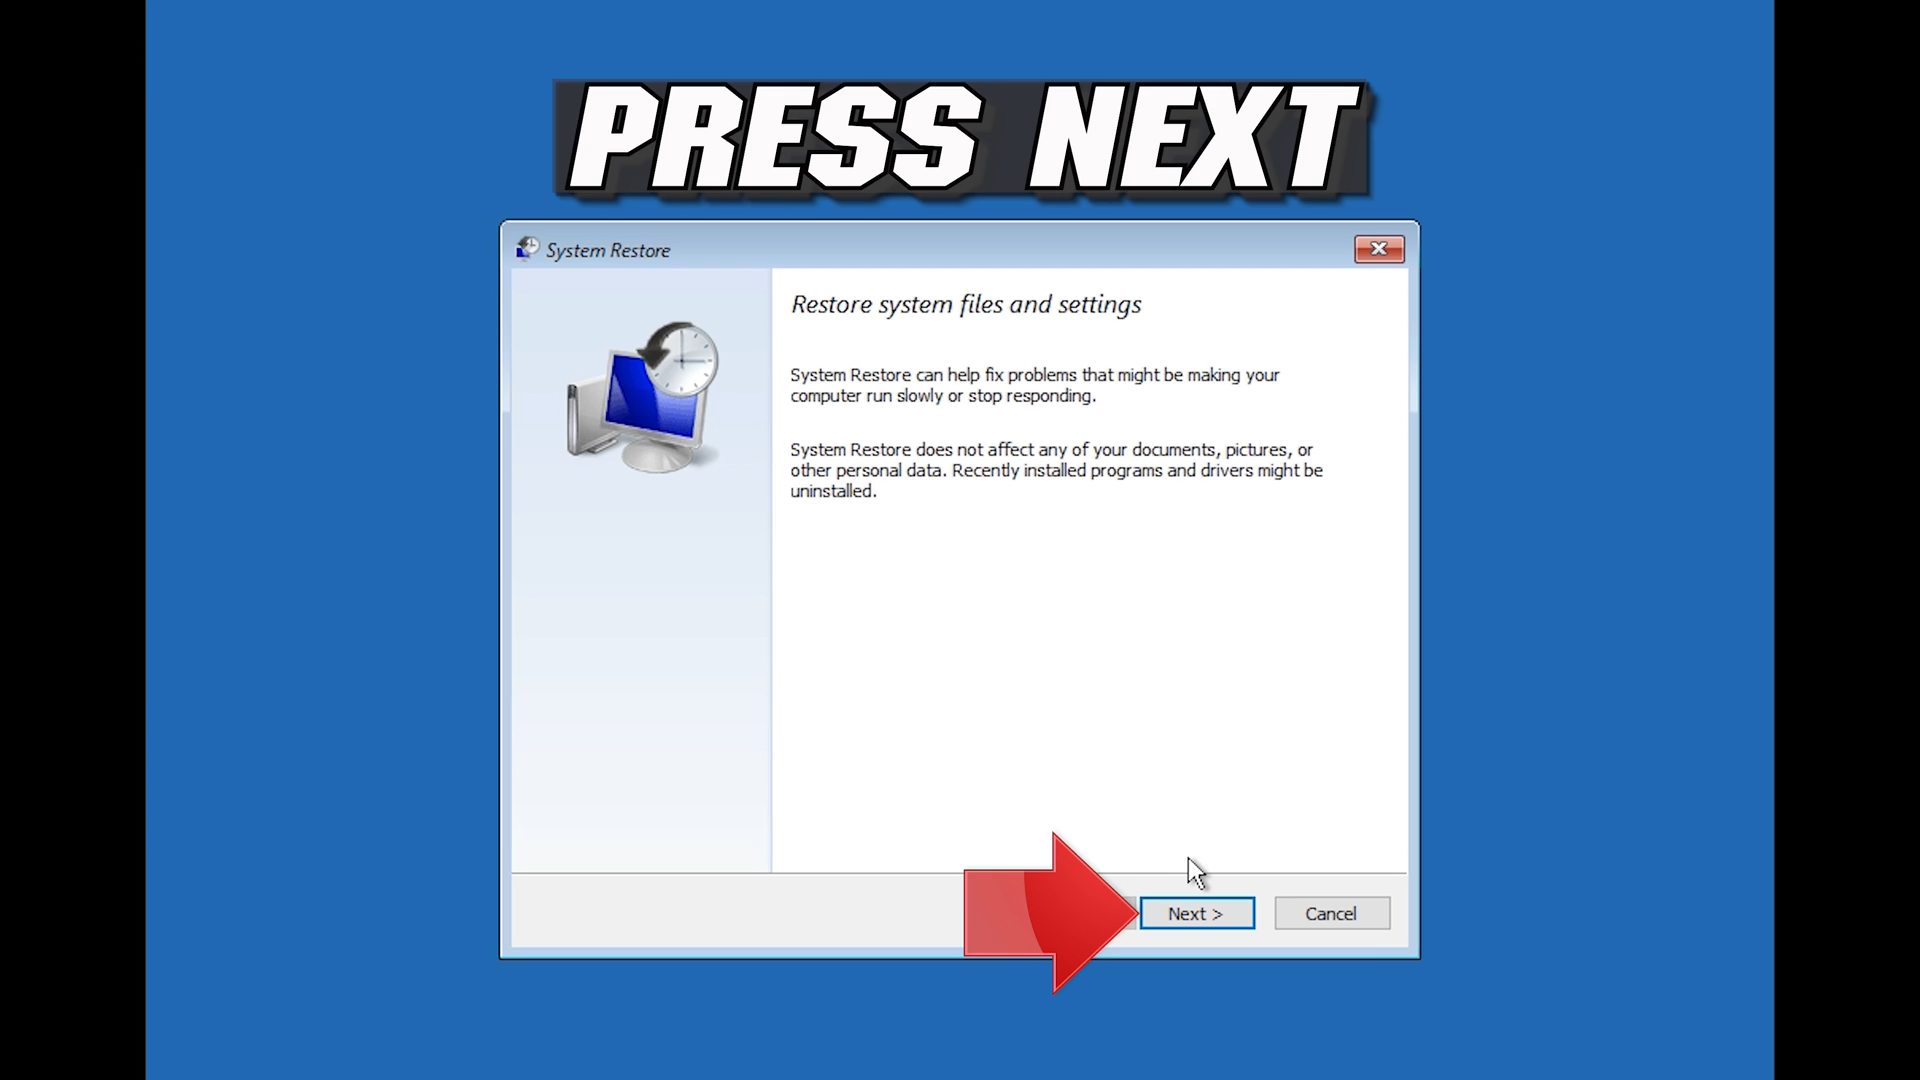 PRESS NEXT
System Restore
Restore system files and settings
System Restore can help fix problems that might be making your
computer run slowly or stop responding.
System Restore does not affect any of your documents, pictures, or
other personal data. Recently installed programs and drivers might be
uninstalled.
Next >
Cancel